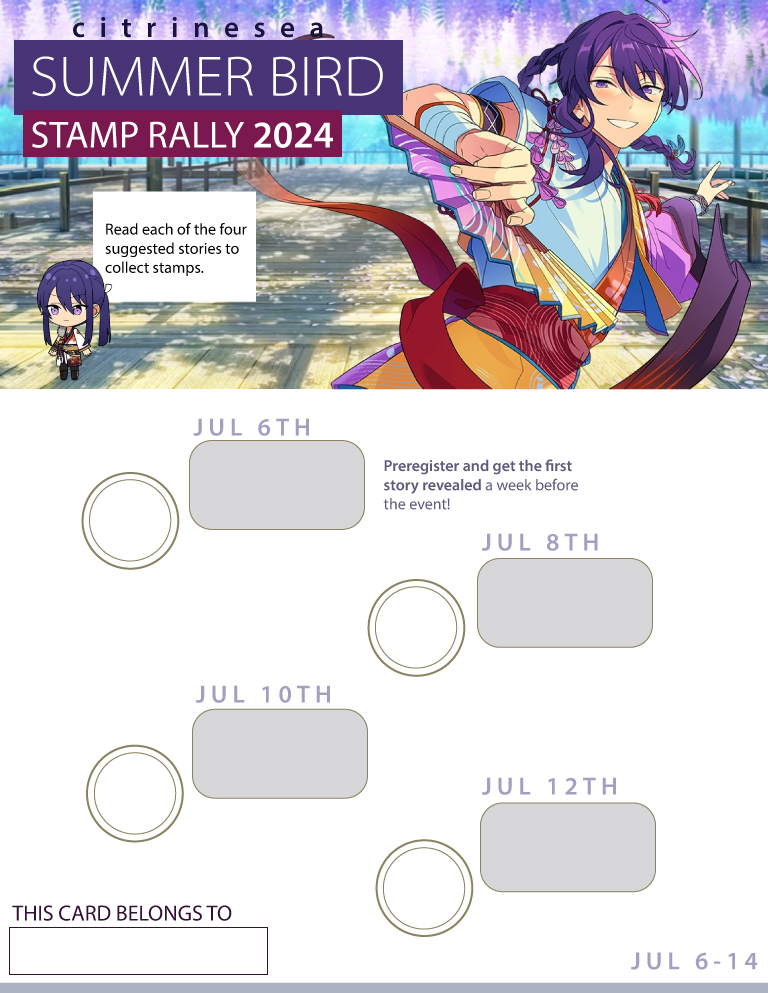 citrinesea
SUMMER BIRD
STAMP RALLY 2024
Read each of the four
suggested stories to
collect stamps.
JUL 6TH
Preregister and get the first
story revealed a week before
the event!
JUL 8TH
JUL 10TH
JUL 12TH
THIS CARD BELONGS TO
JUL 6-14